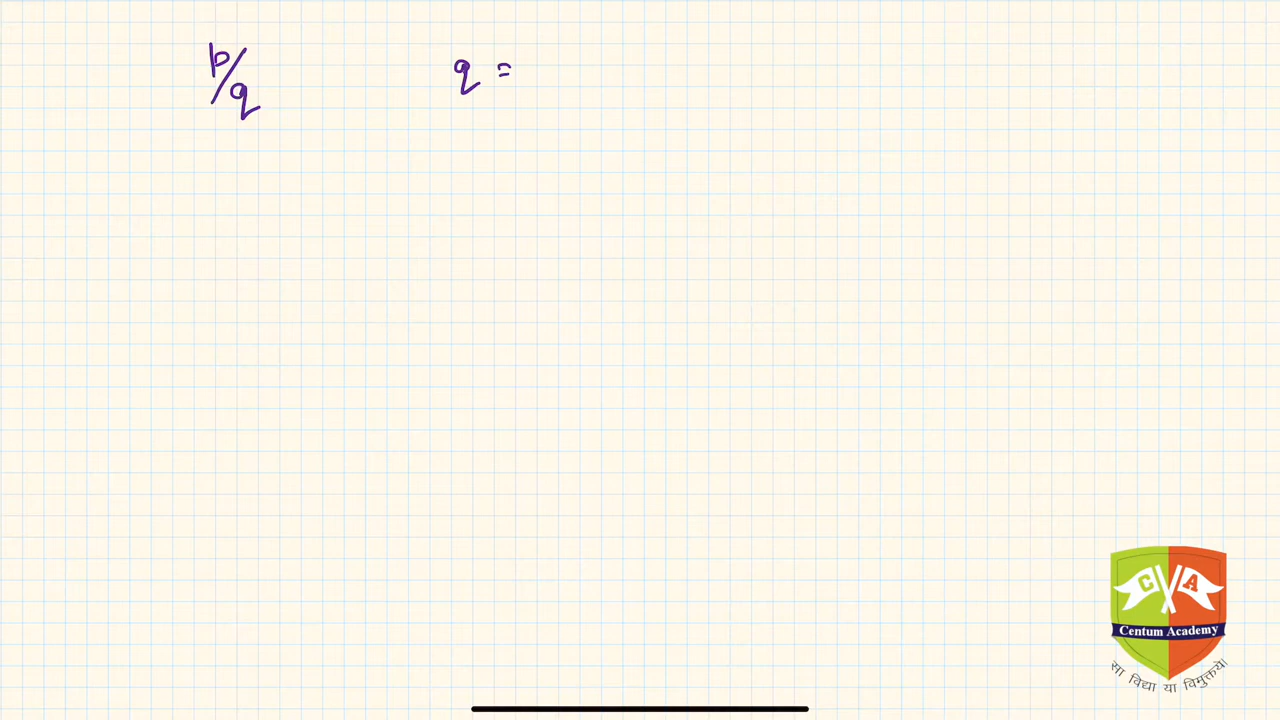 p/q q =
C A
Centum Academy
सा विद्या या विमुक्तये